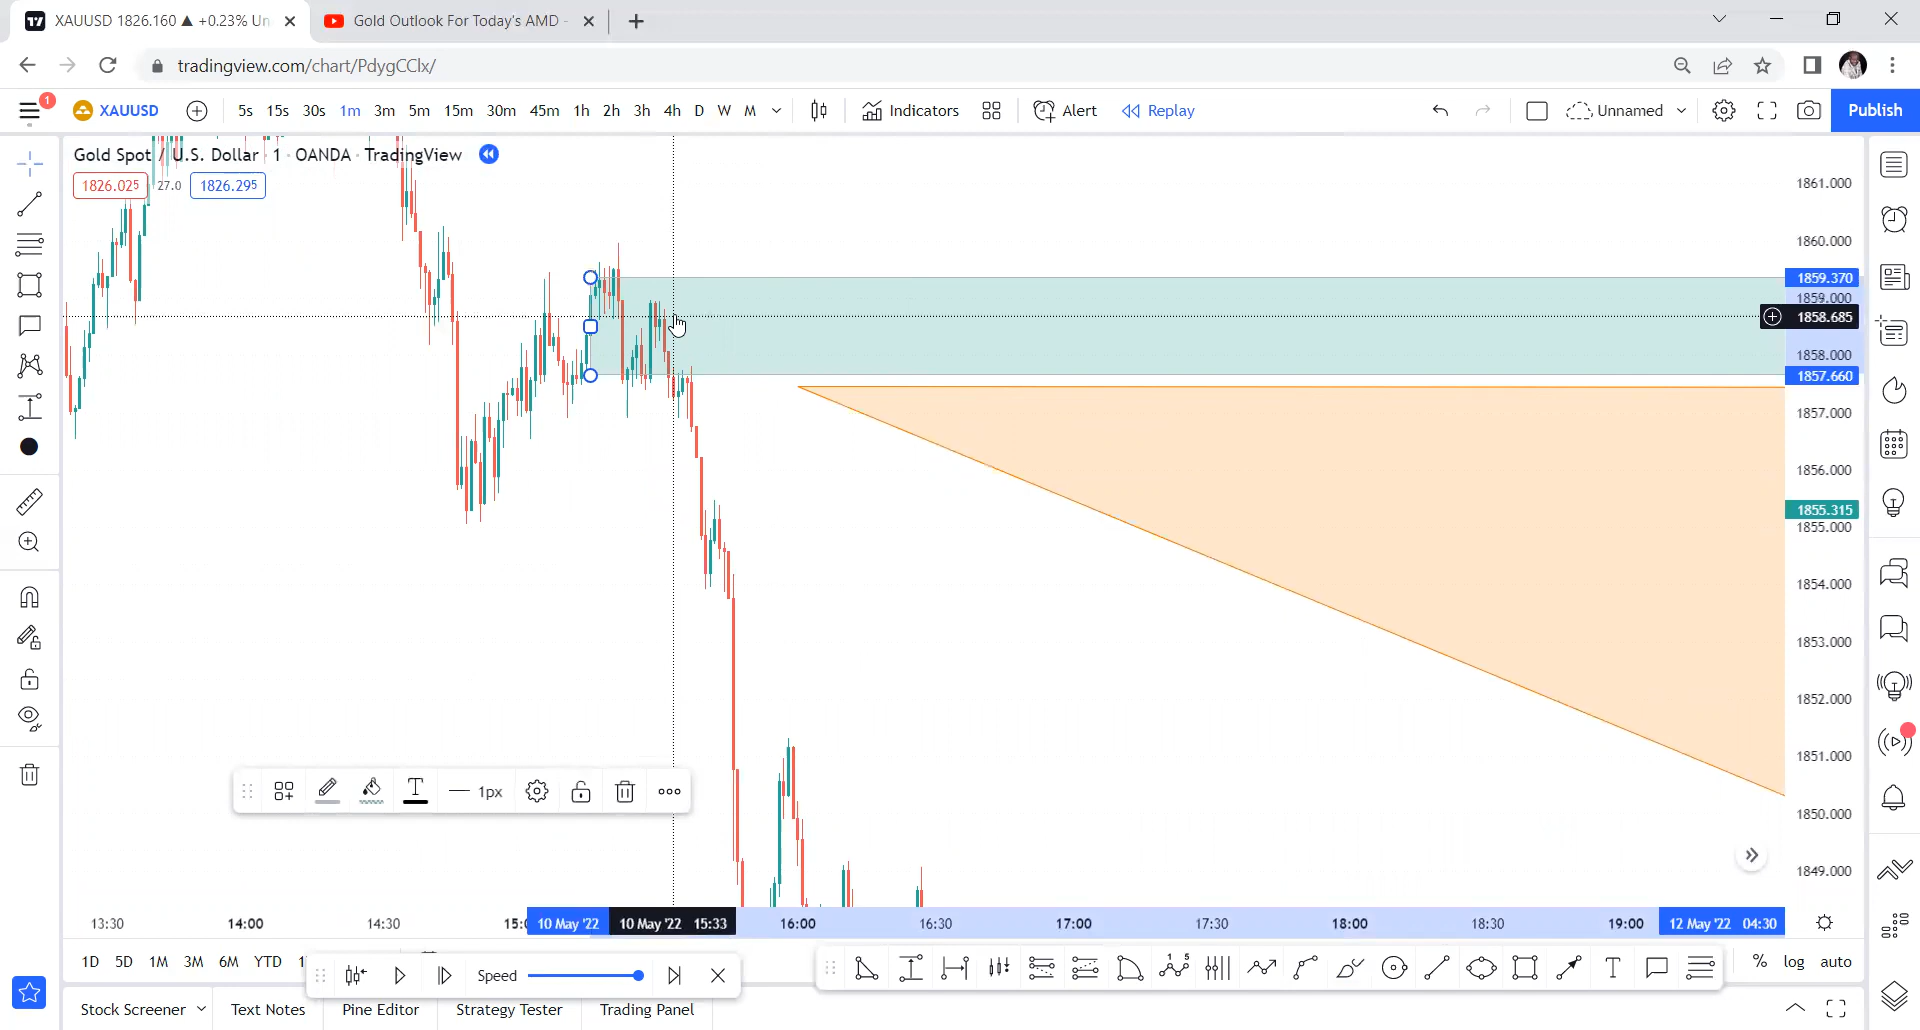 XAUUSD 1826.160 ▲ +0.23% Un
Gold Outlook For Today's AMD -
tradingview.com/chart/PdygCClx/
1
XAUUSD
5s 15s 30s 1m 3m 5m 15m 30m 45m 1h 2h 3h 4h D W M
Indicators
Alert
Replay
Unnamed
Publish
Gold Spot / U.S. Dollar · 1 · OANDA · TradingView
1826.025 27.0 1826.295
1861.000
1860.000
1859.370
1859.000
1858.685
1858.000
1857.660
1857.000
1856.000
1855.315
1855.000
1854.000
1853.000
1852.000
1851.000
1850.000
1849.000
T 1px
13:30 14:00 14:30 15:0 10 May '22 10 May '22 15:33 16:00 16:30 17:00 17:30 18:00 18:30 19:00 12 May '22 04:30
1D 5D 1M 3M 6M YTD 1
Speed
1 5
T
% log auto
Stock Screener Text Notes Pine Editor Strategy Tester Trading Panel